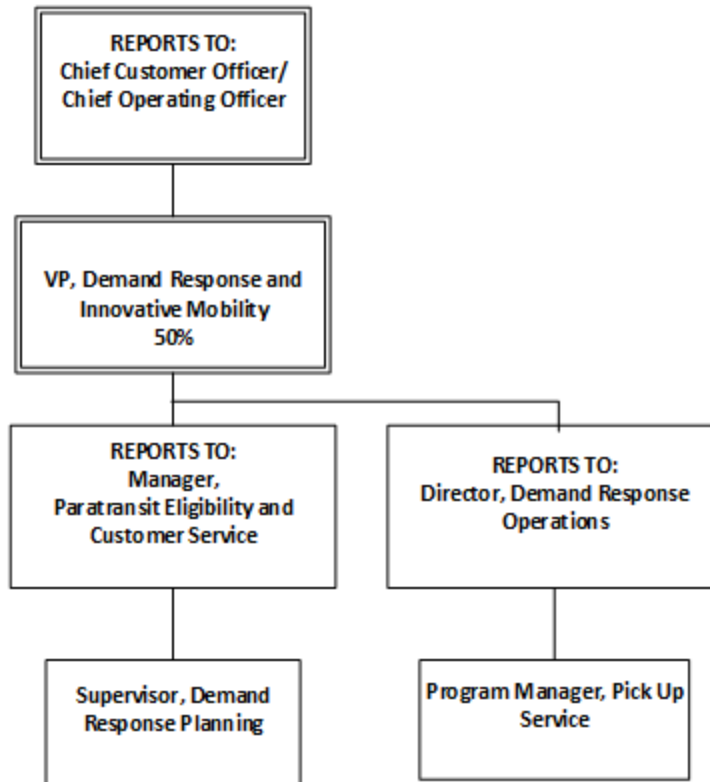 REPORTS TO:
Chief Customer Officer/
Chief Operating Officer
VP, Demand Response and
Innovative Mobility
50%
REPORTS TO:
Manager,
Paratransit Eligibility and
Customer Service
REPORTS TO:
Director, Demand Response
Operations
Supervisor, Demand
Response Planning
Program Manager, Pick Up
Service